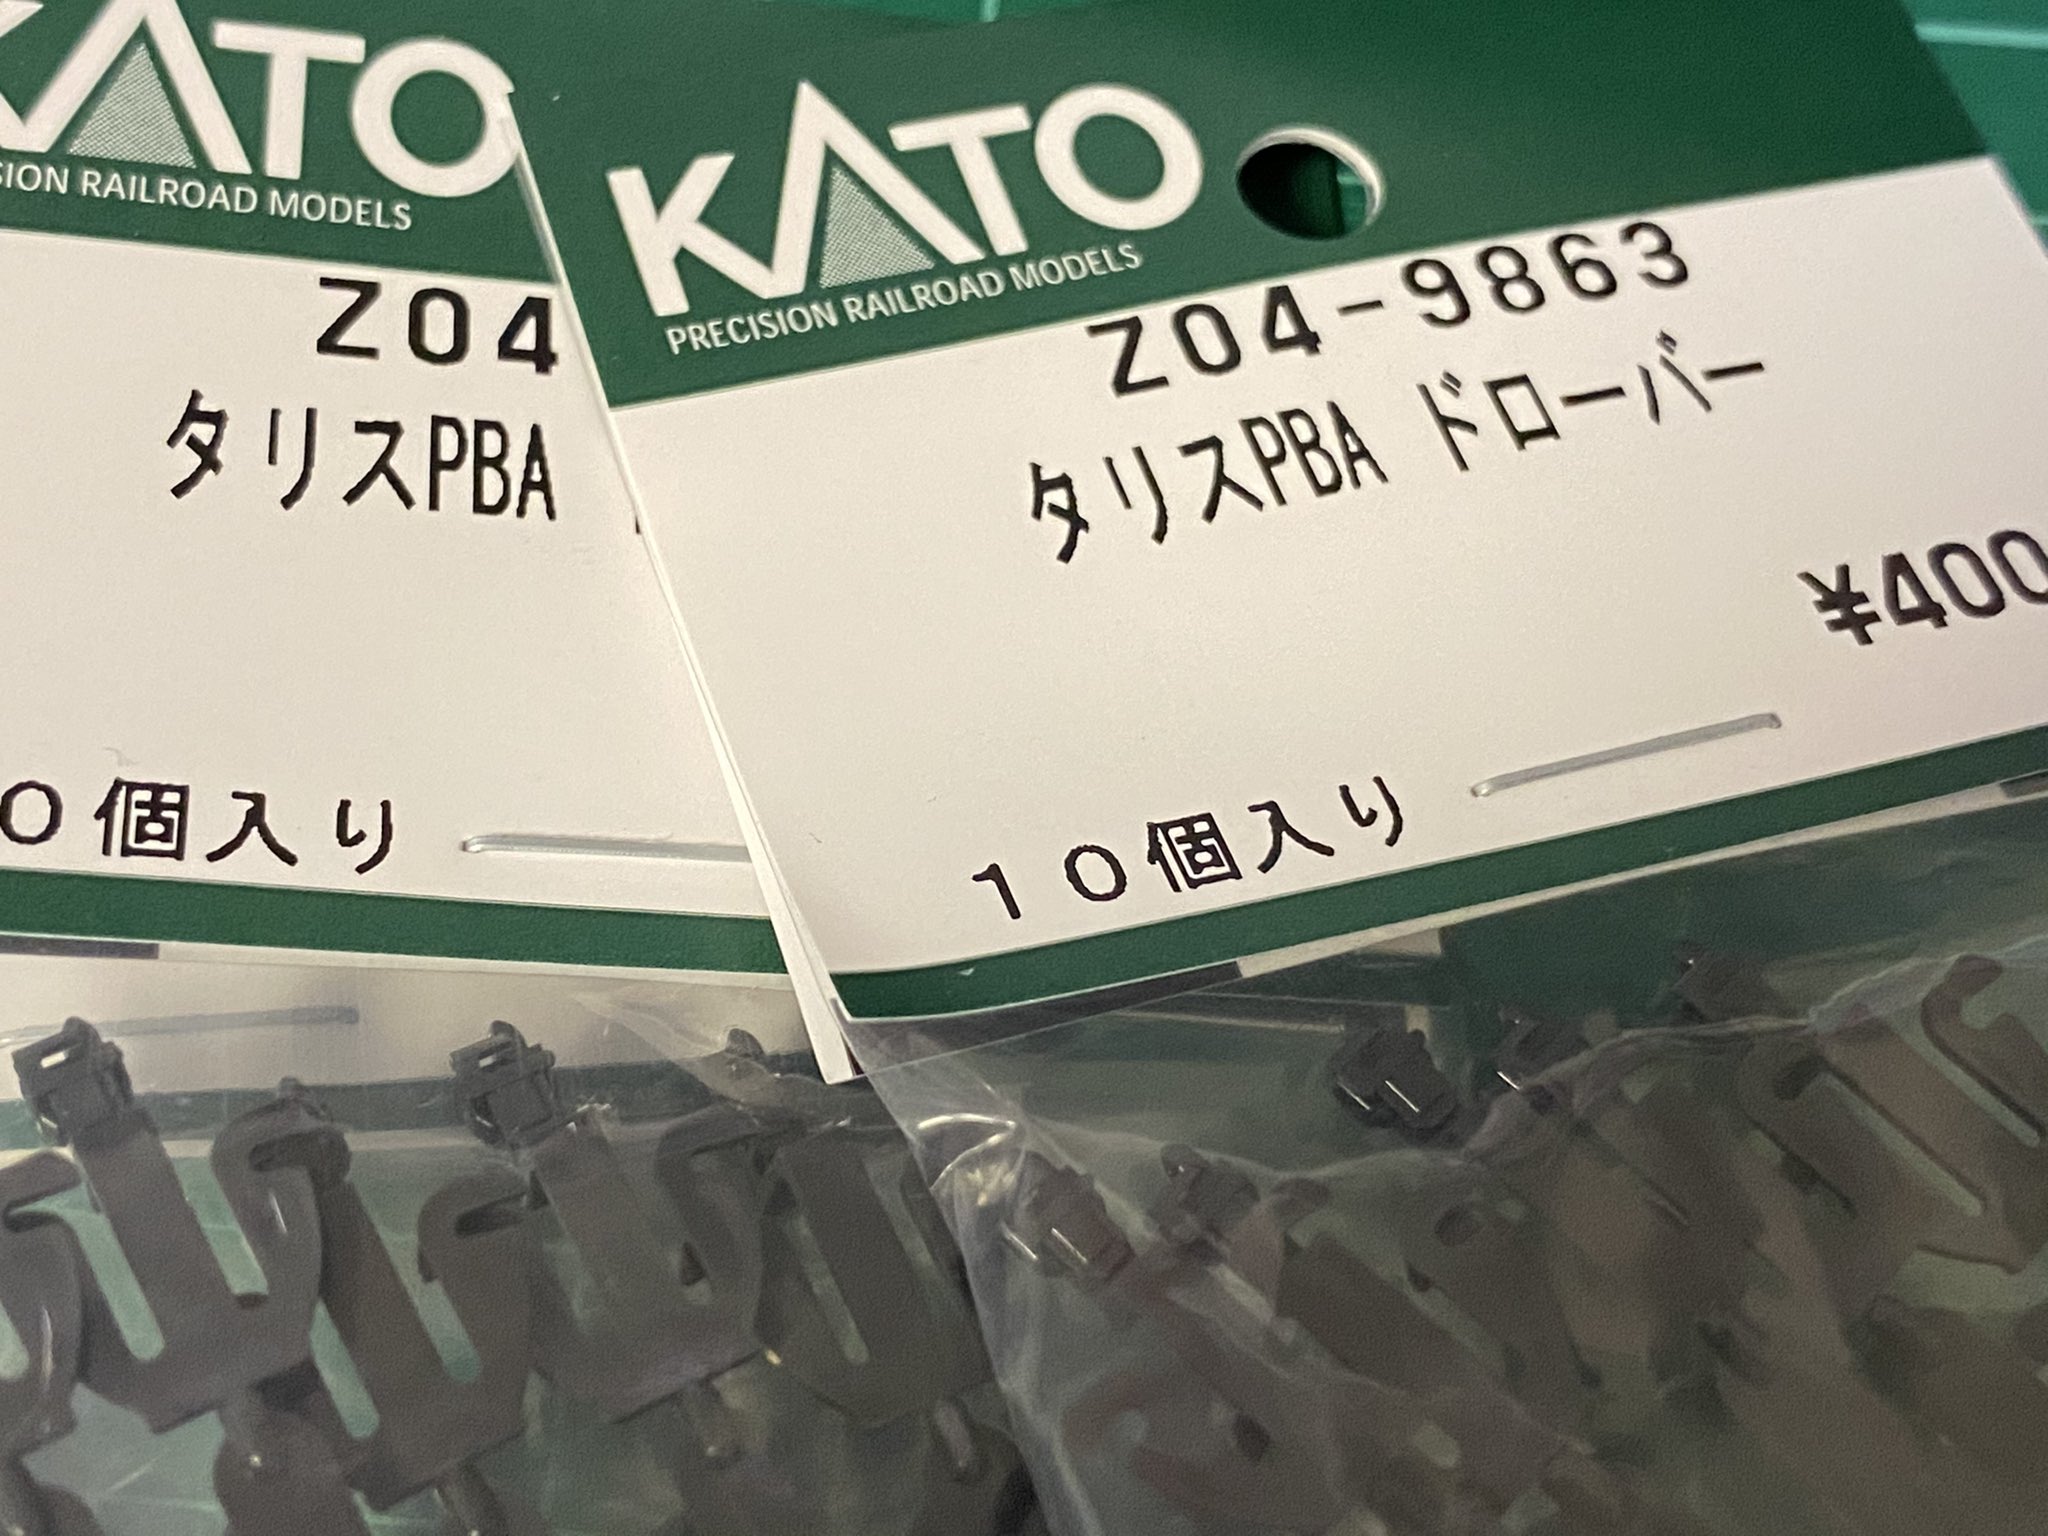 KATO
SION RAILROAD MODELS
Z04
タリスPBA
0個入り
KATO
PRECISION RAILROAD MODELS
Z04-9863
タリスPBA ドローバー
¥400
10個入り